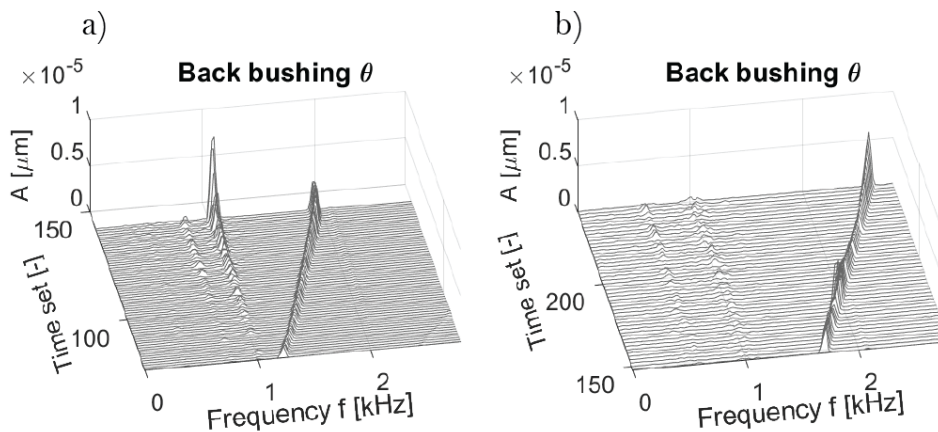 a)
×10⁻⁵
Back bushing θ
1
0.5
0
A [μm]
150
100
Time set [-]
0
1
2
Frequency f [kHz]
b)
×10⁻⁵
Back bushing θ
1
0.5
0
A [μm]
200
150
Time set [-]
0
1
2
Frequency f [kHz]